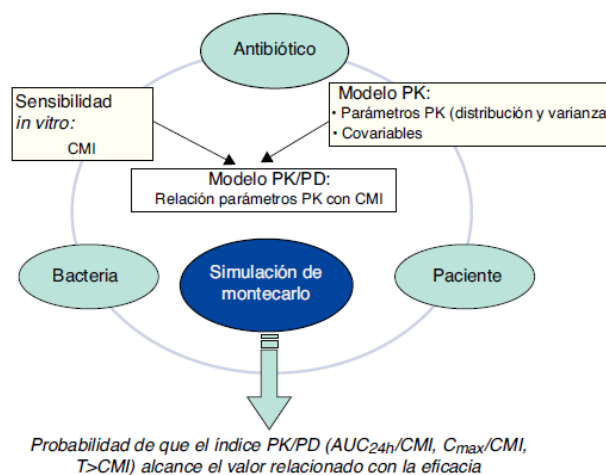 Antibiótico
Sensibilidad
in vitro:
CMI
Modelo PK:
• Parámetros PK (distribución y varianza
• Covariables
Modelo PK/PD:
Relación parámetros PK con CMI
Bacteria
Simulación de
montecarlo
Paciente
Probabilidad de que el índice PK/PD (AUC24h/CMI, Cmax/CMI,
T>CMI) alcance el valor relacionado con la eficacia